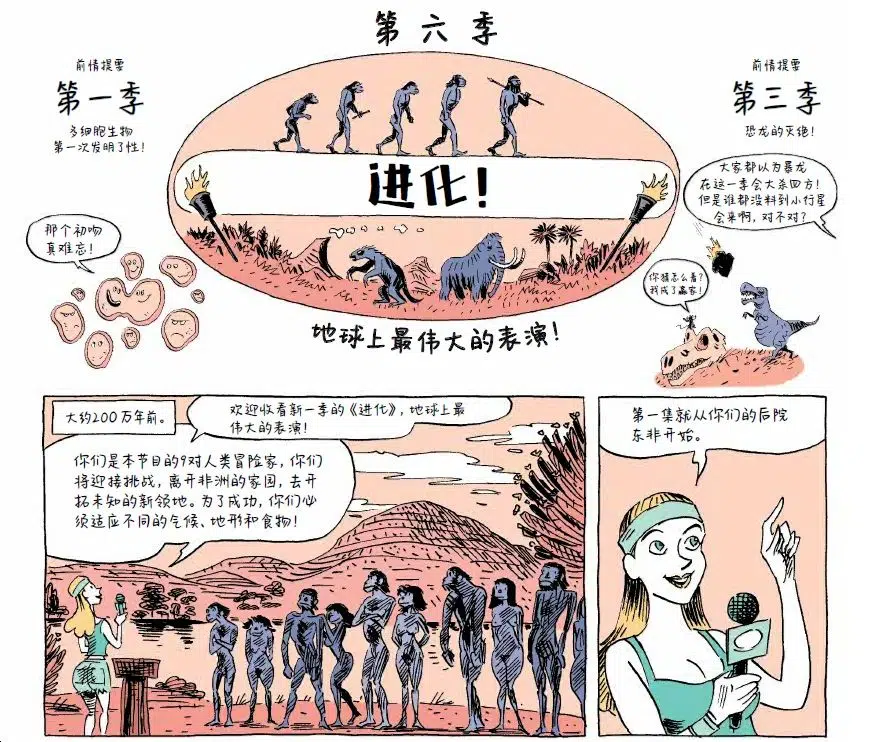 第六季
前情提要
第一季
多细胞生物
第一次发明了性！
那个初吻
真难忘！
进化！
地球上最伟大的表演！
前情提要
第三季
恐龙的灭绝！
大家都以为暴龙
在这一季会大杀四方！
但是谁都没料到小行星
会来啊，对不对？
你猜怎么着？
我成了赢家！
大约200万年前。
欢迎收看新一季的《进化》，地球上最
伟大的表演！
你们是本节目的9对人类冒险家，你们
将迎接挑战，离开非洲的家园，去开
拓未知的新领地。为了成功，你们必
须适应不同的气候、地形和食物！
第一集就从你们的后院
东非开始。